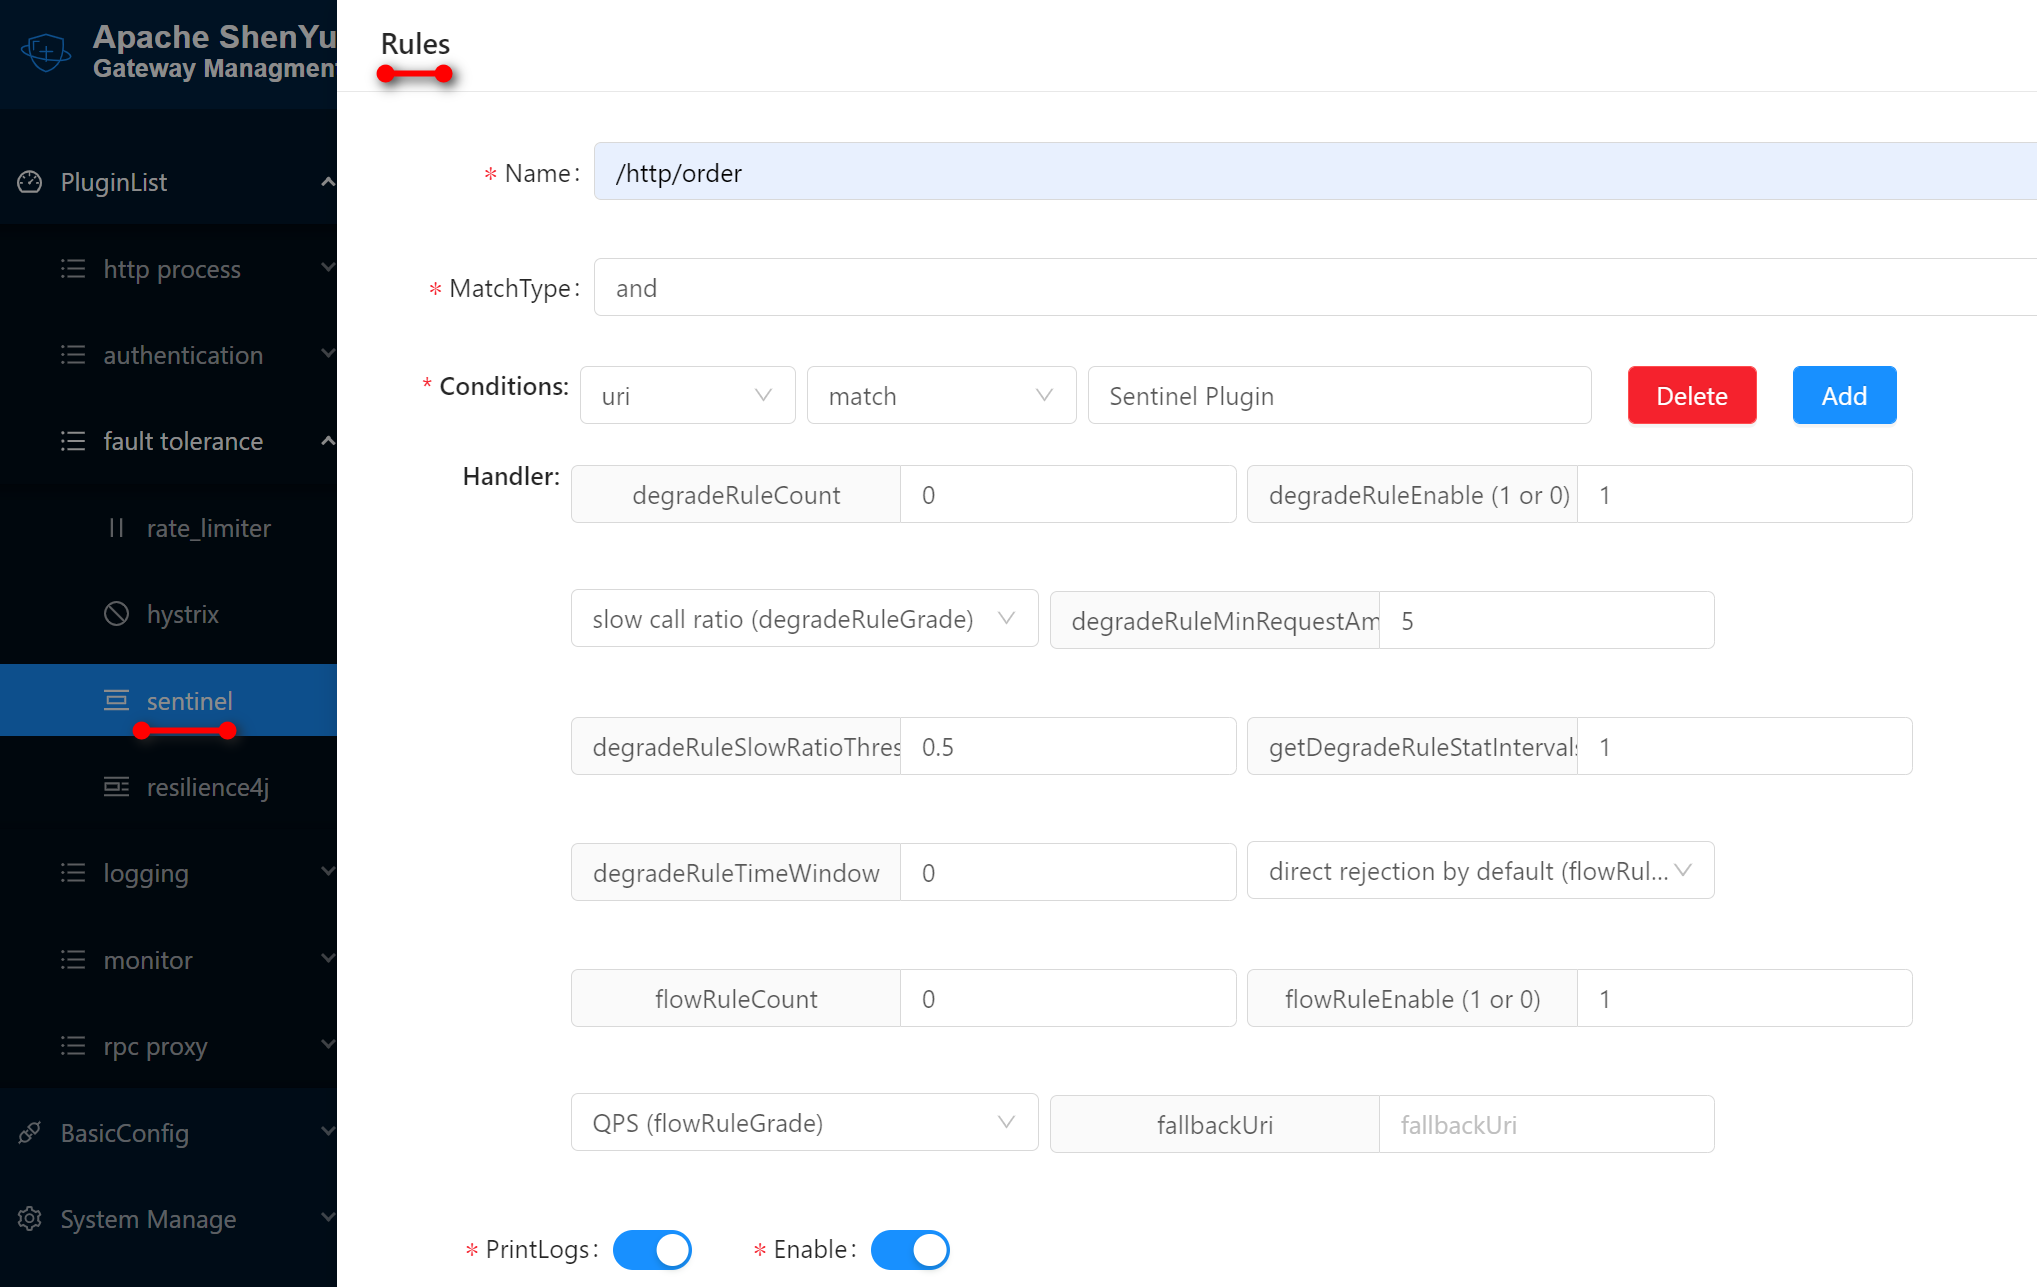 Apache ShenYu
Gateway Managment
PluginList
http process
authentication
fault tolerance
rate_limiter
hystrix
sentinel
resilience4j
logging
monitor
rpc proxy
BasicConfig
System Manage
Rules
* Name: /http/order
* MatchType: and
* Conditions: uri match Sentinel Plugin Delete Add
Handler: degradeRuleCount 0 degradeRuleEnable (1 or 0) 1
slow call ratio (degradeRuleGrade) degradeRuleMinRequestAm 5
degradeRuleSlowRatioThres 0.5 getDegradeRuleStatIntervals 1
degradeRuleTimeWindow 0 direct rejection by default (flowRul...
flowRuleCount 0 flowRuleEnable (1 or 0) 1
QPS (flowRuleGrade) fallbackUri fallbackUri
* PrintLogs: * Enable: